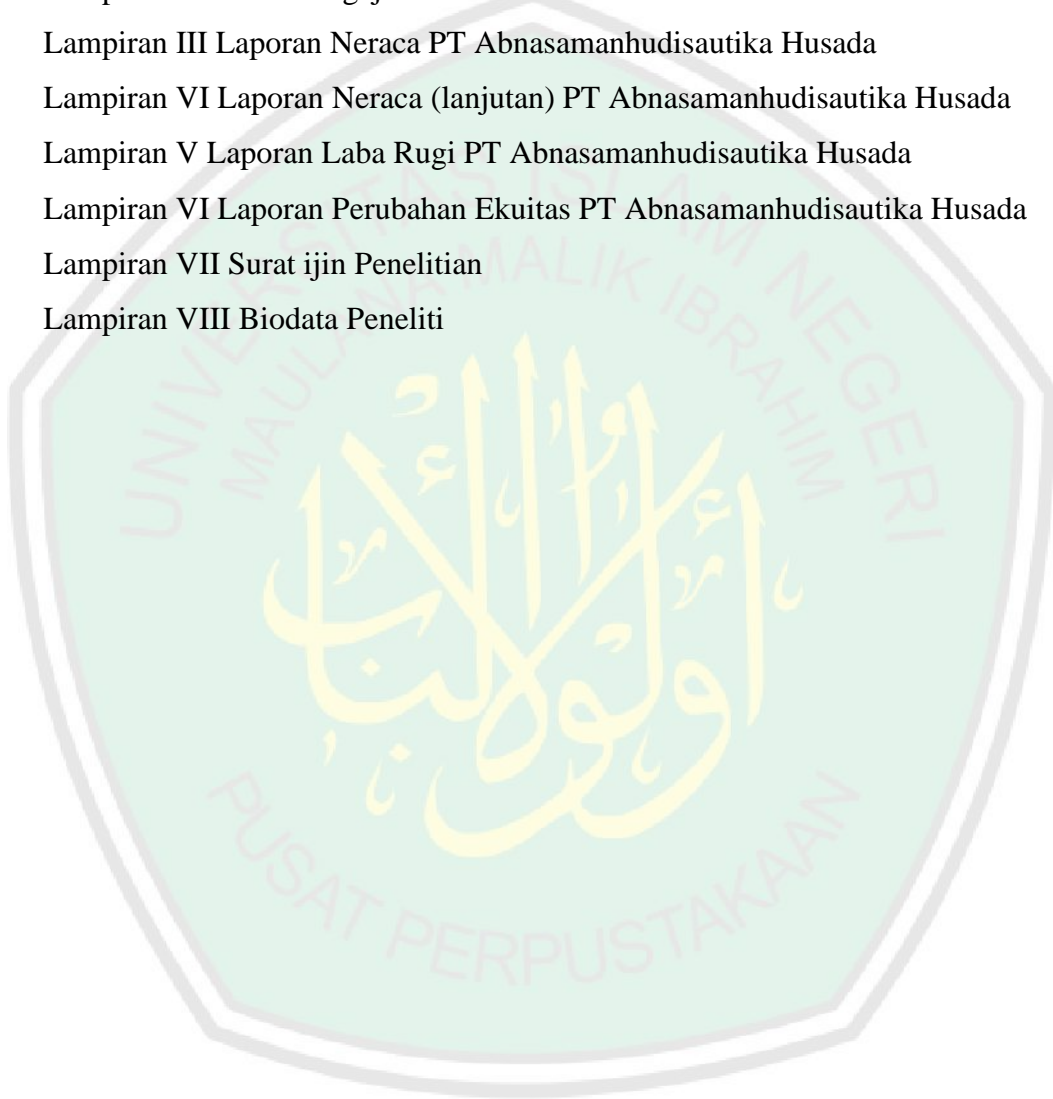 Lampiran III Laporan Neraca PT Abnasamanhudisautika Husada
Lampiran VI Laporan Neraca (lanjutan) PT Abnasamanhudisautika Husada
Lampiran V Laporan Laba Rugi PT Abnasamanhudisautika Husada
Lampiran VI Laporan Perubahan Ekuitas PT Abnasamanhudisautika Husada
Lampiran VII Surat ijin Penelitian
Lampiran VIII Biodata Peneliti
UNIVERSITAS ISLAM NEGERI
MAULANA MALIK IBRAHIM
أولوا الألباب
PUSAT PERPUSTAKAAN